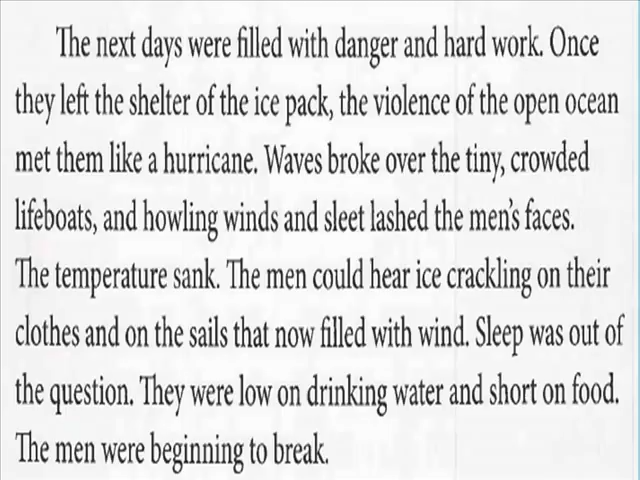 The next days were filled with danger and hard work. Once
they left the shelter of the ice pack, the violence of the open ocean
met them like a hurricane. Waves broke over the tiny, crowded
lifeboats, and howling winds and sleet lashed the men's faces.
The temperature sank. The men could hear ice crackling on their
clothes and on the sails that now filled with wind. Sleep was out of
the question. They were low on drinking water and short on food.
The men were beginning to break.